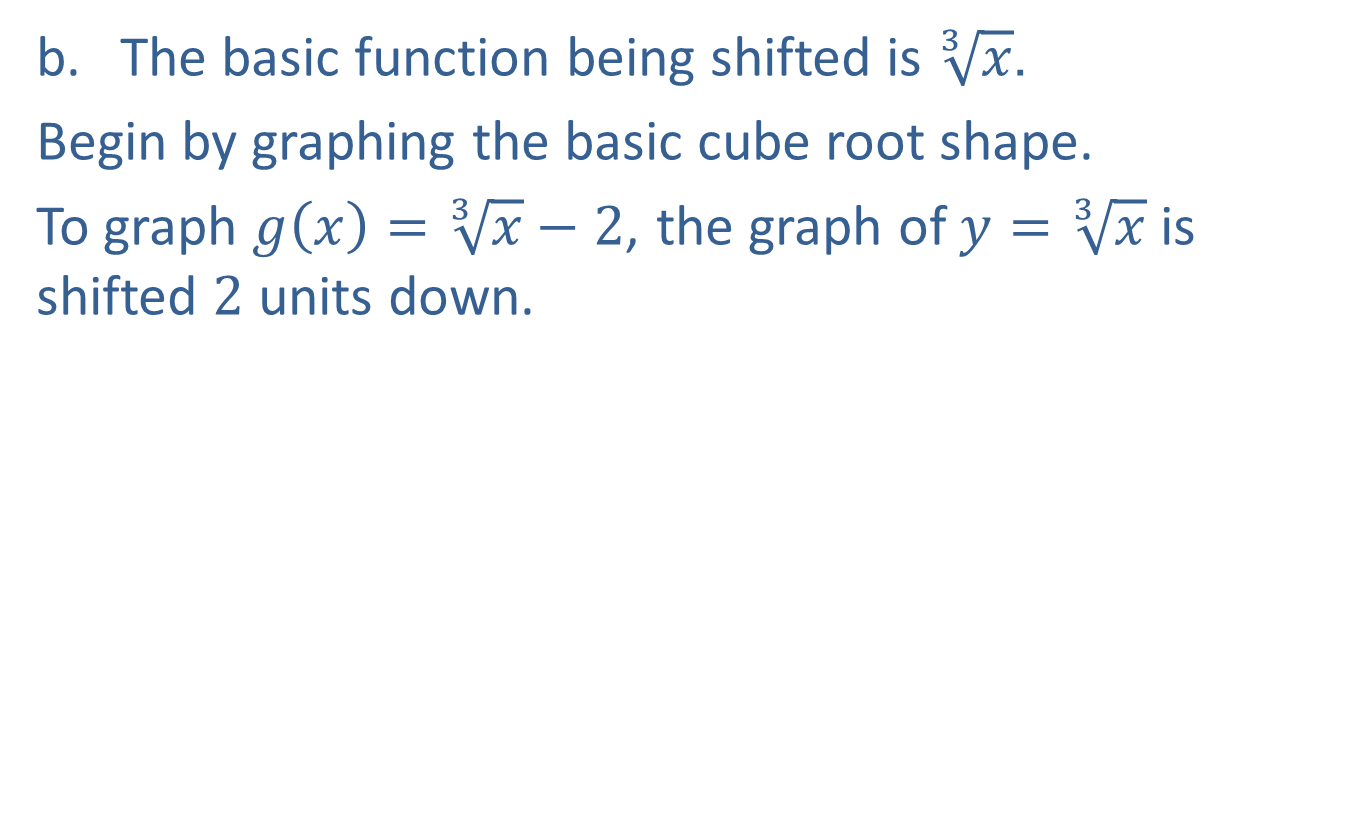 b. The basic function being shifted is ∛x.
Begin by graphing the basic cube root shape.
To graph g(x) = ∛x − 2, the graph of y = ∛x is
shifted 2 units down.